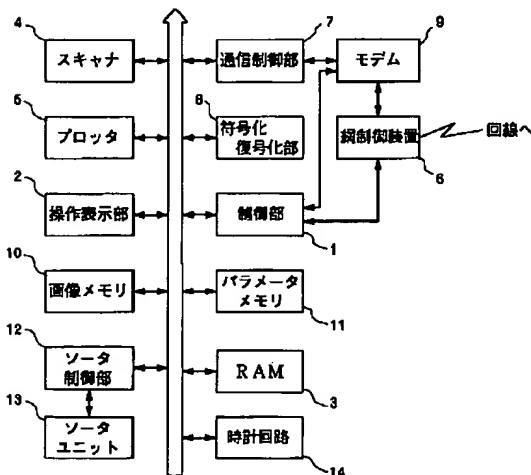 4
スキャナ
5
プロッタ
2
操作表示部
10
画像メモリ
12
ソータ
制御部
13
ソータ
ユニット
7
通信制御部
9
モデム
8
符号化
復号化部
網制御装置
6
回線へ
制御部
1
パラメータ
メモリ
11
RAM
3
時計回路
14